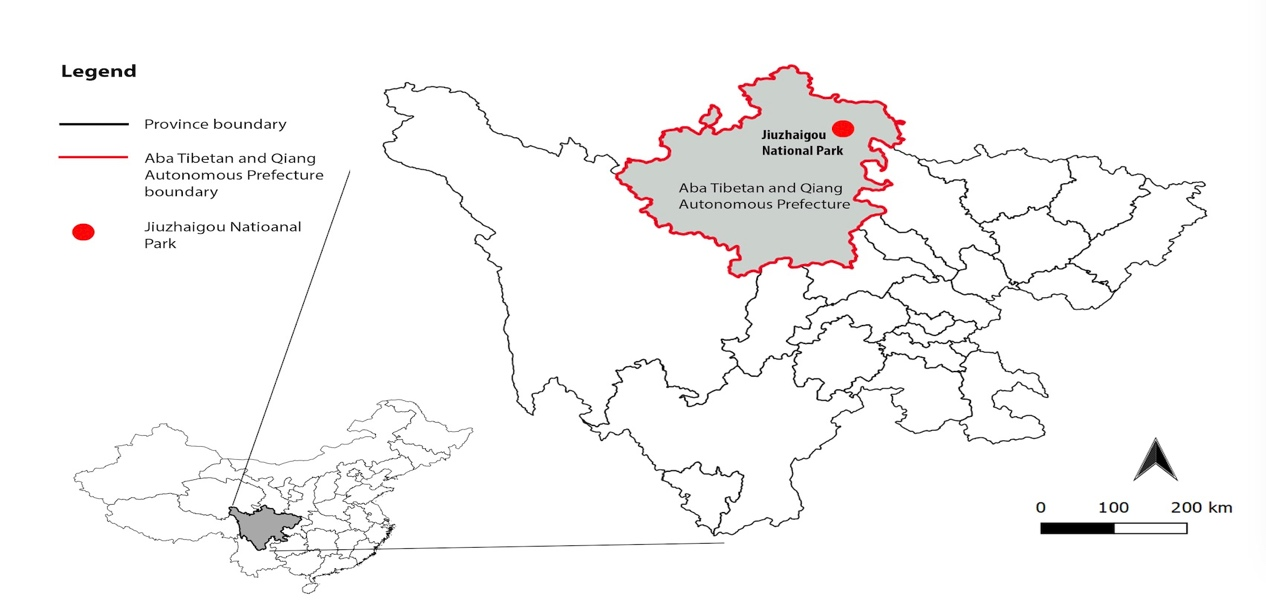 Legend
Province boundary
Aba Tibetan and Qiang
Autonomous Prefecture
boundary
Jiuzhaigou Natioanal
Park
Jiuzhaigou
National Park
Aba Tibetan and Qiang
Autonomous Prefecture
0 100 200 km